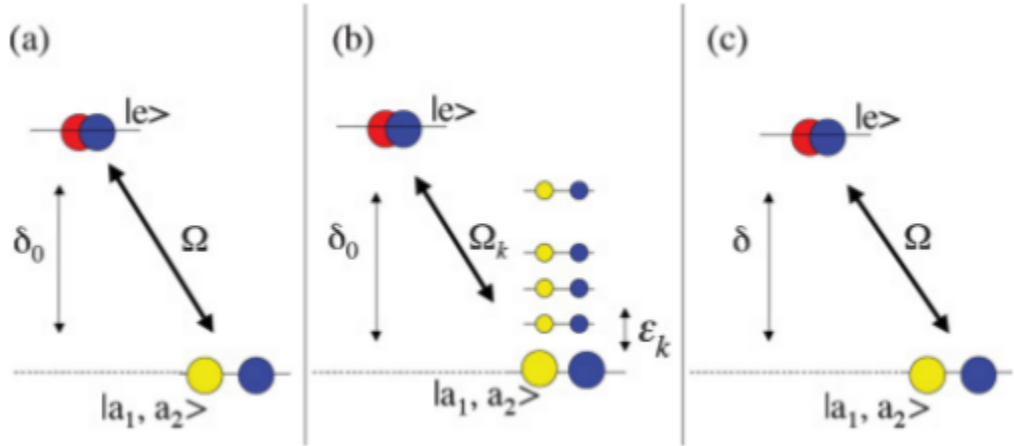 (a)
|e>
δ₀
Ω
|a₁, a₂>
(b)
|e>
δ₀
Ωₖ
εₖ
|a₁, a₂>
(c)
|e>
δ
Ω
|a₁, a₂>